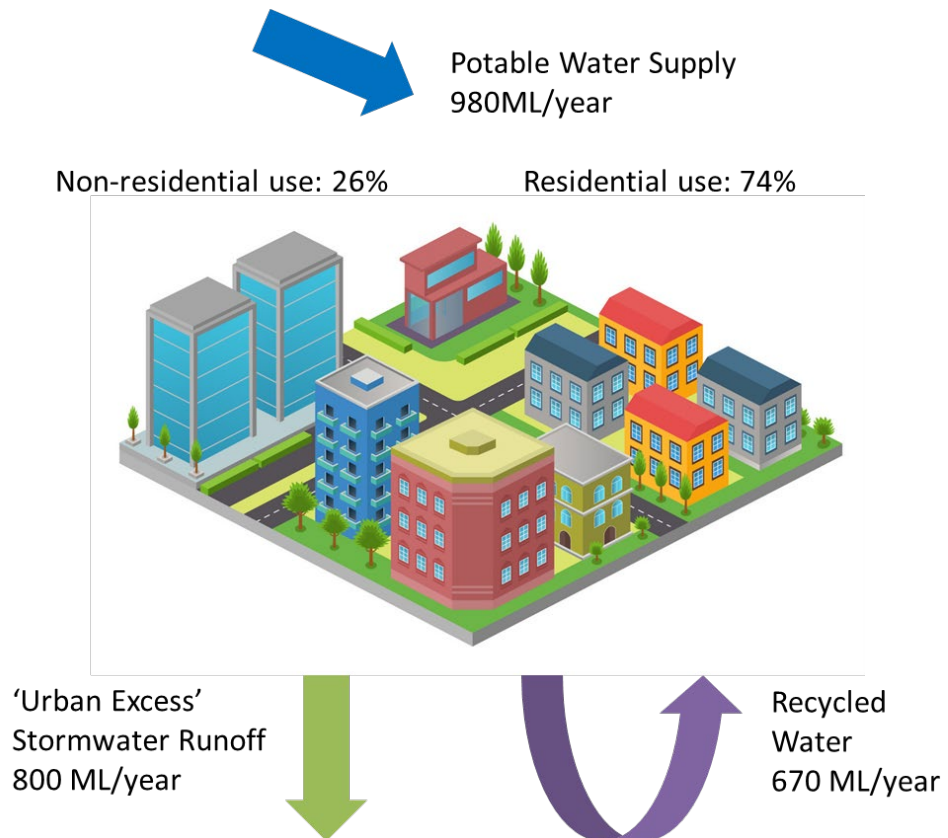 Potable Water Supply
980ML/year
Non-residential use: 26%
Residential use: 74%
‘Urban Excess’
Stormwater Runoff
800 ML/year
Recycled
Water
670 ML/year